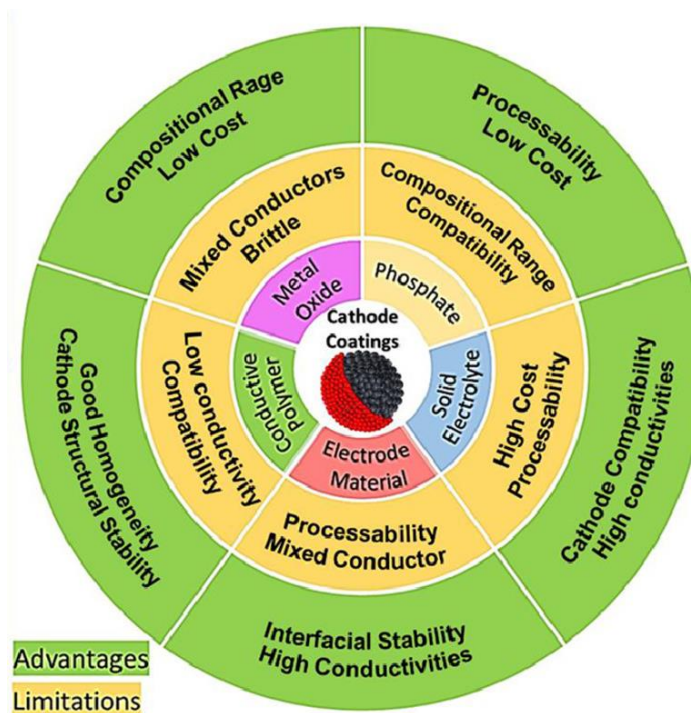 Compositional Rage
Low Cost
Processability
Low Cost
Mixed Conductors
Brittle
Compositional Range
Compatibility
Metal
Oxide
Phosphate
Cathode
Coatings
Good Homogeneity
Cathode Structural Stability
Low conductivity
Compatibility
Conductive
Polymer
Solid
Electrolyte
High Cost
Processability
Cathode Compatibility
High conductivities
Electrode
Material
Processability
Mixed Conductor
Interfacial Stability
High Conductivities
Advantages
Limitations